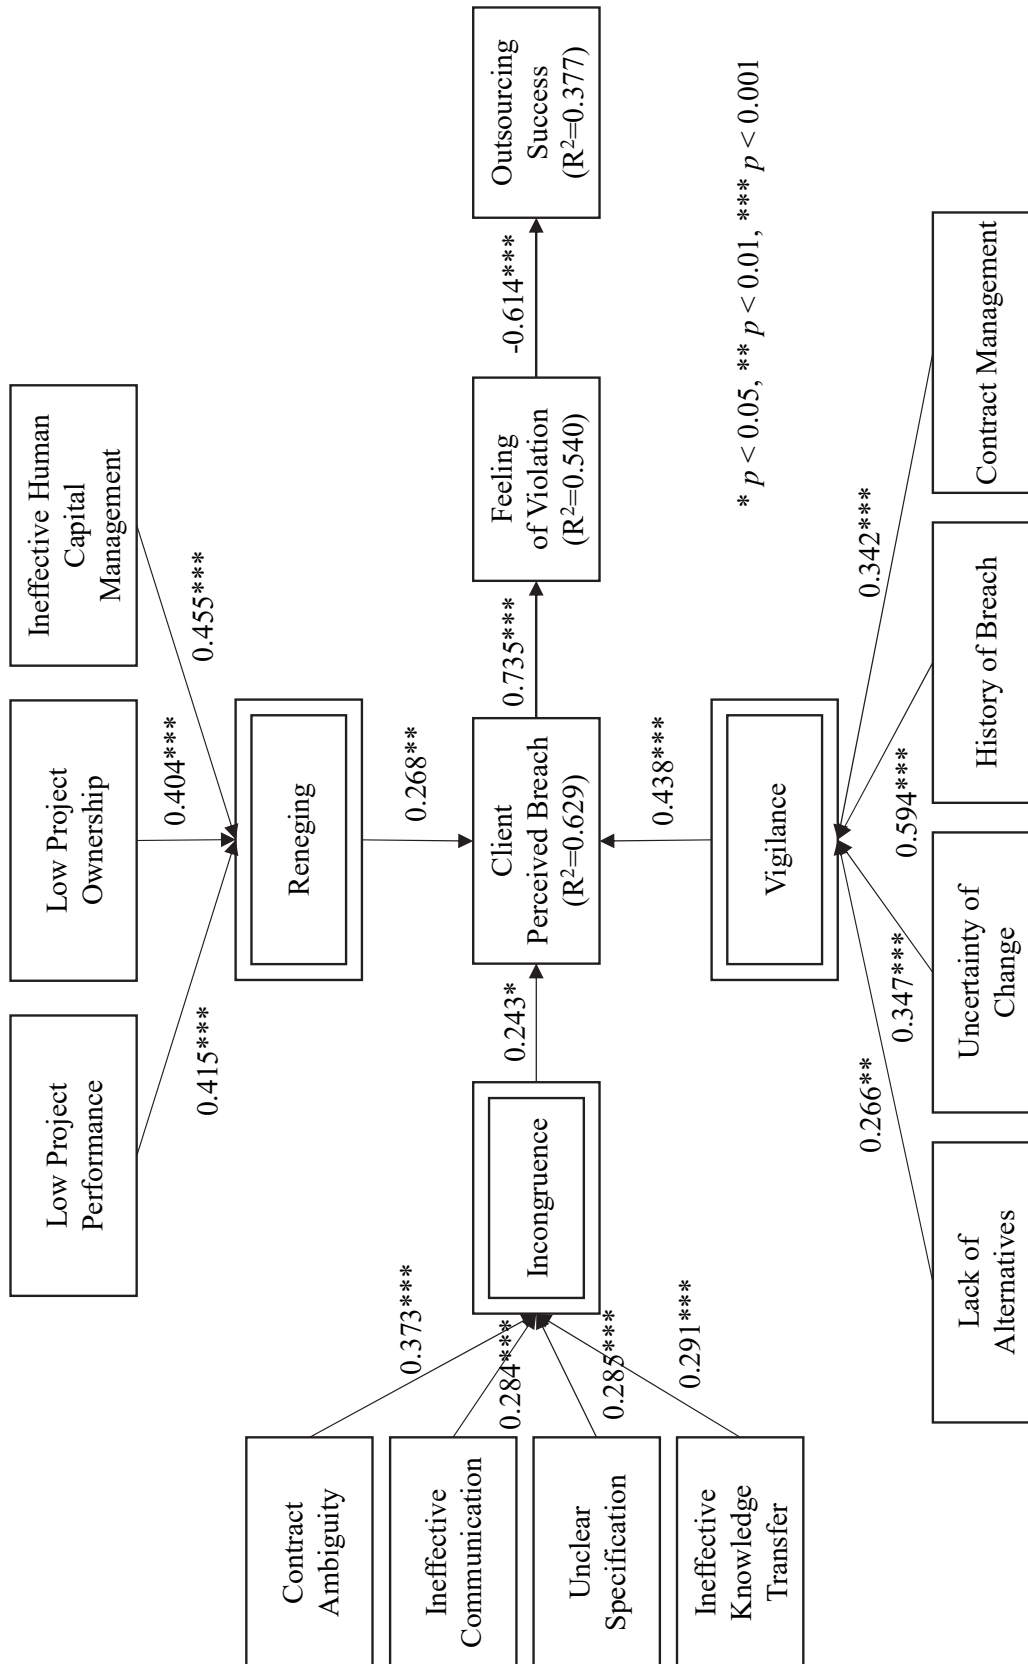 Low Project
Performance
Low Project
Ownership
Ineffective Human
Capital
Management
0.415***
0.404***
0.455***
Reneging
0.268**
Contract
Ambiguity
Ineffective
Communication
Unclear
Specification
Ineffective
Knowledge
Transfer
0.373***
0.284***
0.285***
0.291***
Incongruence
0.243*
Client
Perceived Breach
(R²=0.629)
0.735***
Feeling
of Violation
(R²=0.540)
-0.614***
Outsourcing
Success
(R²=0.377)
0.438***
Vigilance
* p < 0.05, ** p < 0.01, *** p < 0.001
0.266**
0.347***
0.594***
0.342***
Lack of
Alternatives
Uncertainty of
Change
History of Breach
Contract Management